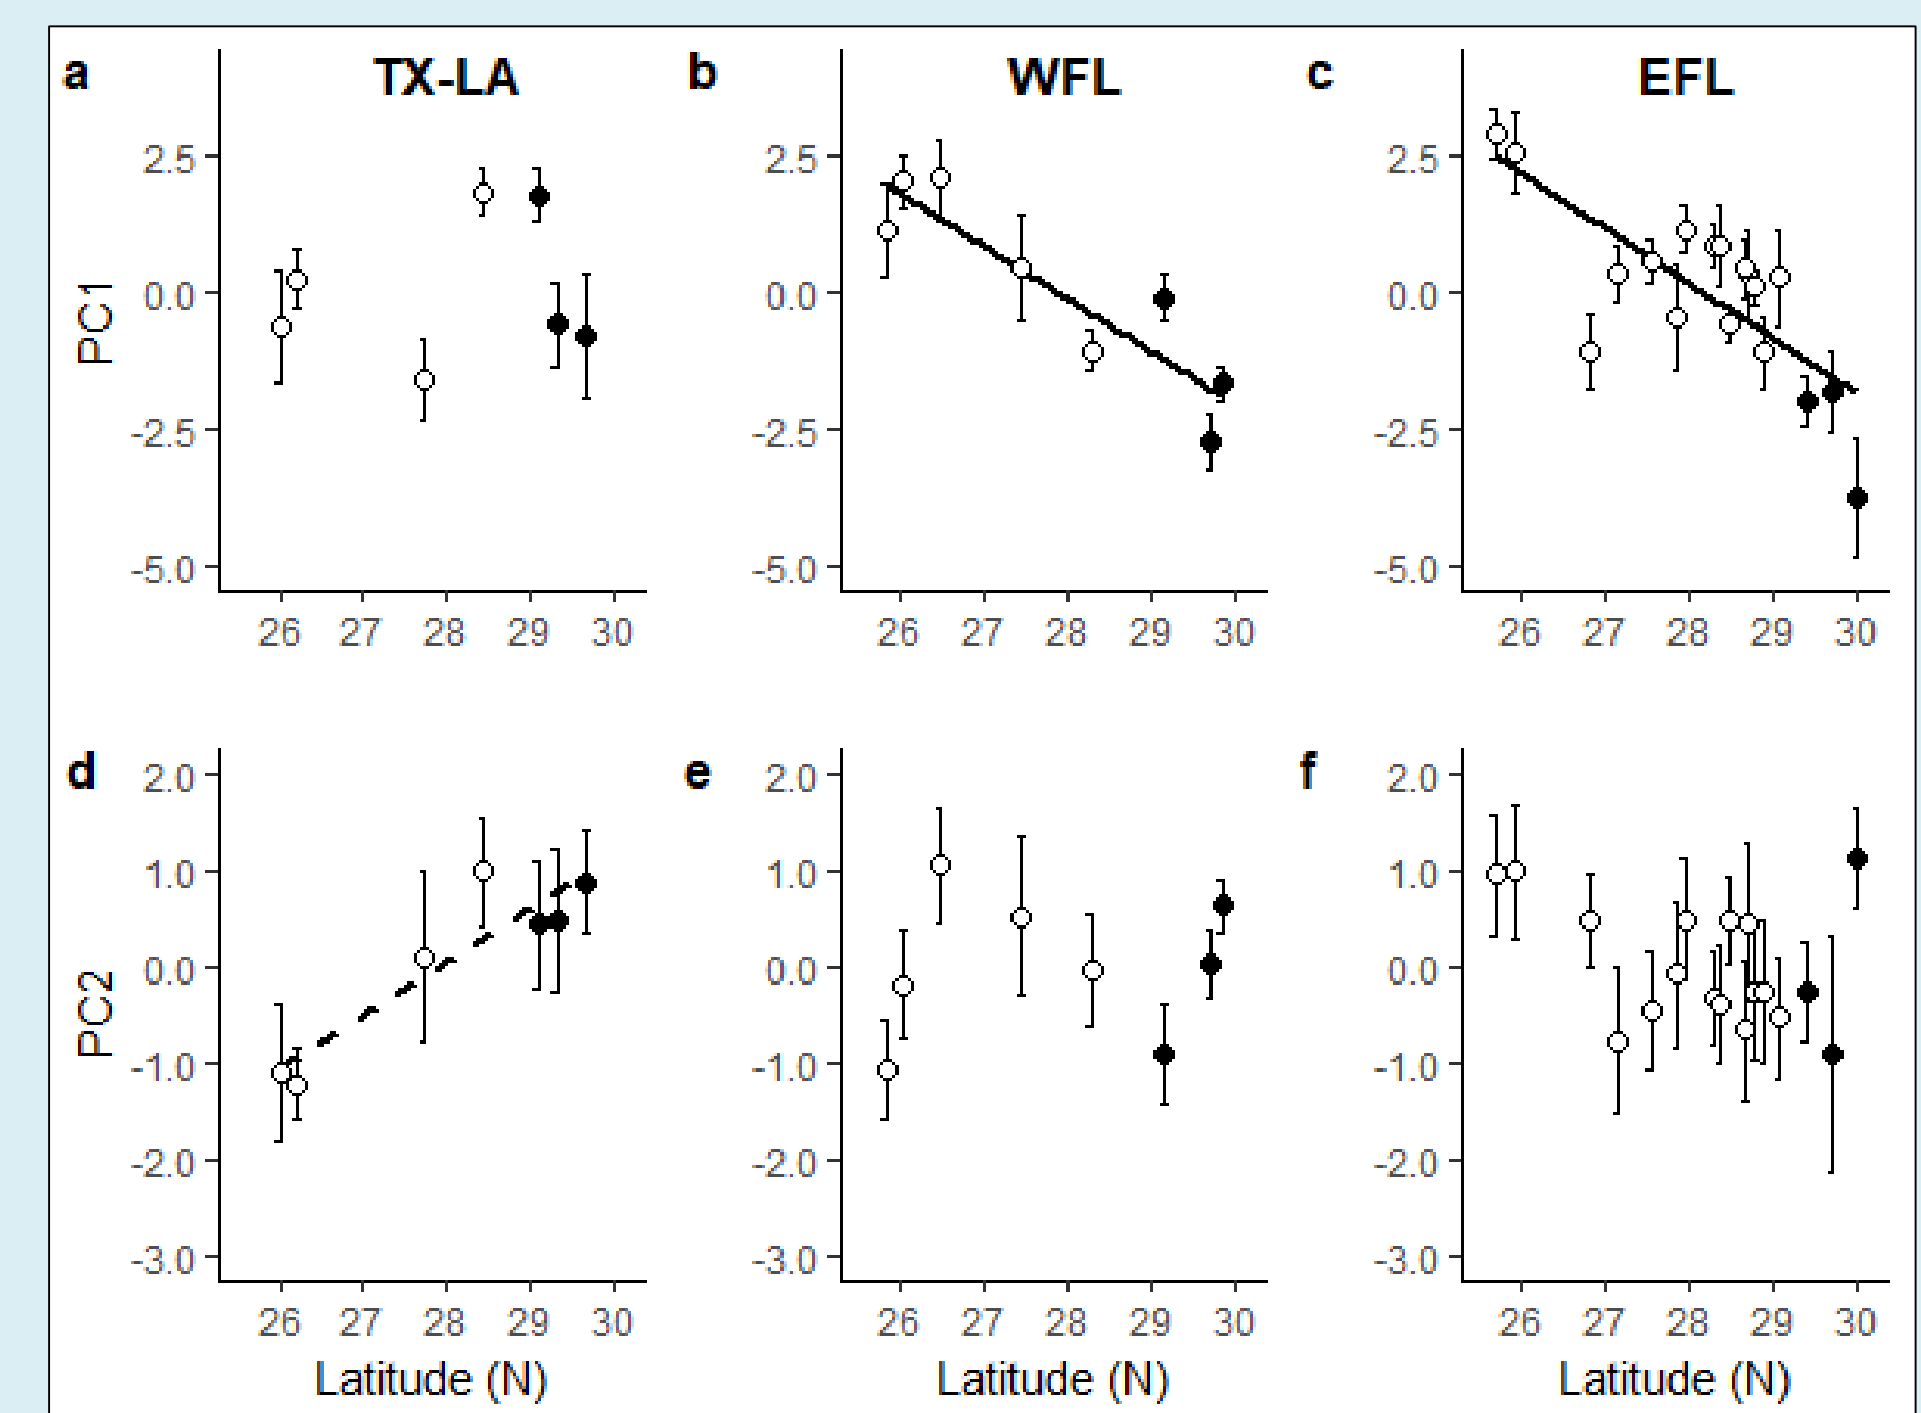 a TX-LA b WFL c EFL
PC1
2.5 2.5 2.5
0.0 0.0 0.0
-2.5 -2.5 -2.5
-5.0 -5.0 -5.0
26 27 28 29 30 26 27 28 29 30 26 27 28 29 30
d e f
PC2
2.0 2.0 2.0
1.0 1.0 1.0
0.0 0.0 0.0
-1.0 -1.0 -1.0
-2.0 -2.0 -2.0
-3.0 -3.0 -3.0
26 27 28 29 30 26 27 28 29 30 26 27 28 29 30
Latitude (N) Latitude (N) Latitude (N)